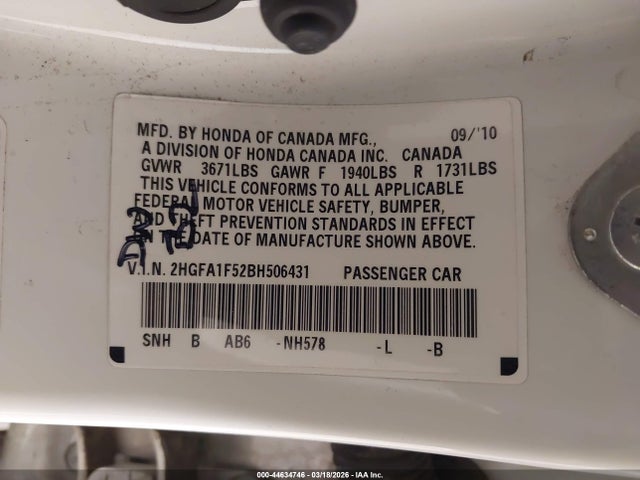 MFD. BY HONDA OF CANADA MFG., 09/'10
A DIVISION OF HONDA CANADA INC. CANADA
GVWR 3671LBS GAWR F 1940LBS R 1731LBS
THIS VEHICLE CONFORMS TO ALL APPLICABLE
FEDERAL MOTOR VEHICLE SAFETY, BUMPER,
AND THEFT PREVENTION STANDARDS IN EFFECT
ON THE DATE OF MANUFACTURE SHOWN ABOVE.
V.I.N. 2HGFA1F52BH506431 PASSENGER CAR
SNH B AB6 -NH578 -L -B
000-44634746 | 03/18/2026 - IAA Inc.